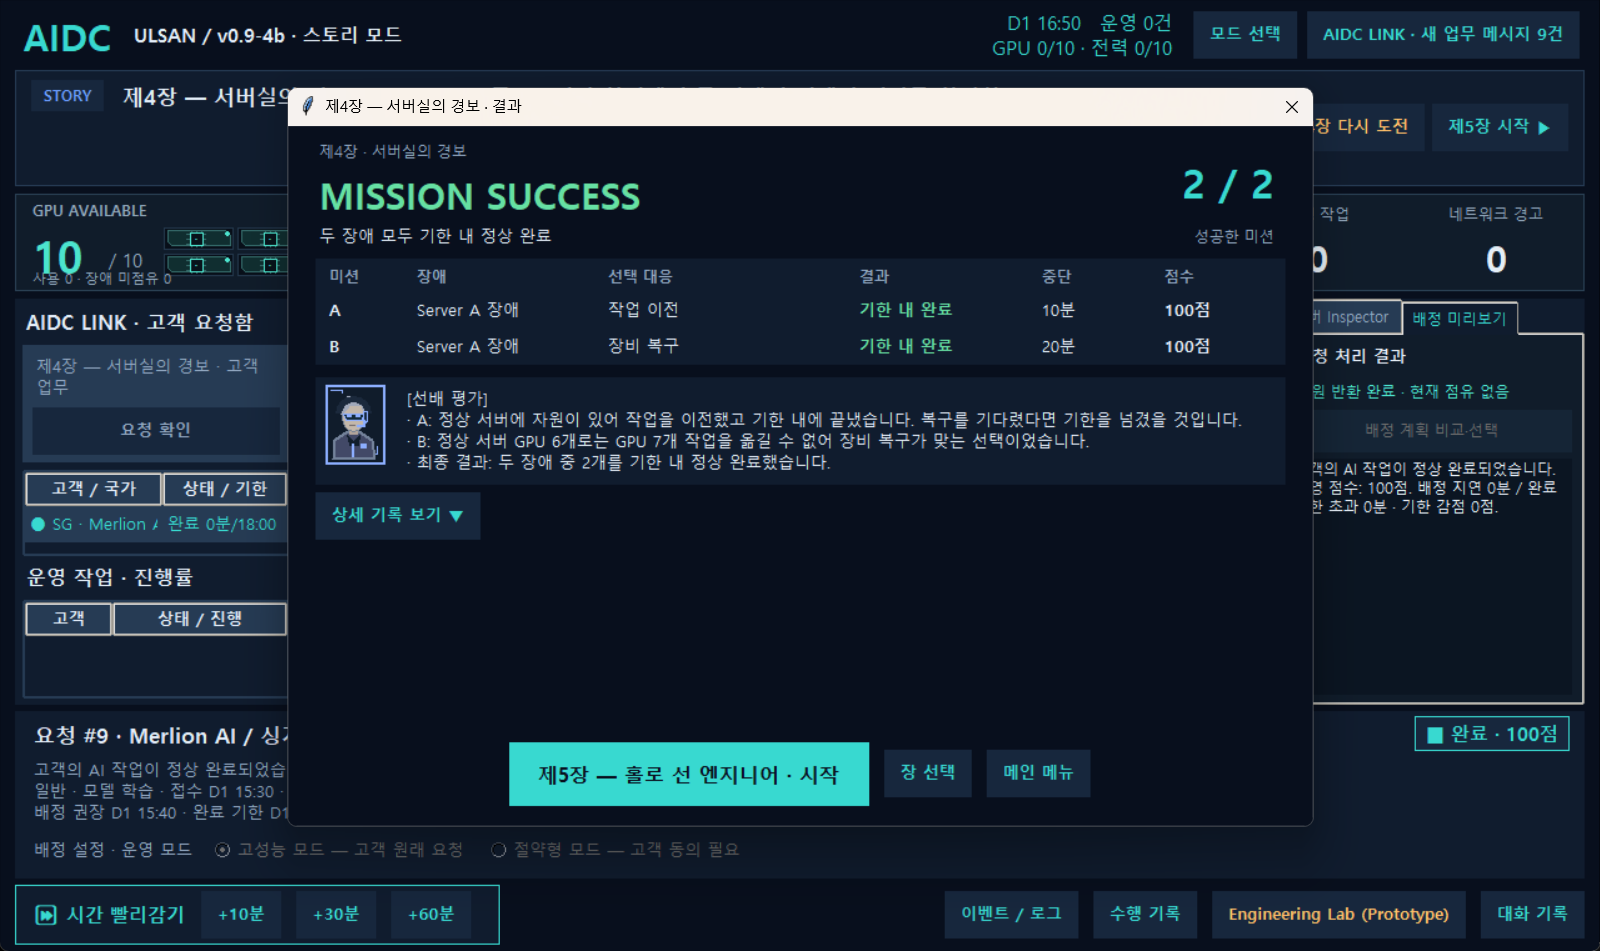 AIDC
ULSAN / v0.9-4b · 스토리 모드
D1 16:50 운영 0건
GPU 0/10 · 전력 0/10
모드 선택
AIDC LINK · 새 업무 메시지 9건
STORY
제4장 — 서버실의
장 다시 도전
제5장 시작 ▶
제4장 — 서버실의 경보 · 결과
제4장 · 서버실의 경보
MISSION SUCCESS
2 / 2
두 장애 모두 기한 내 정상 완료
성공한 미션
미션 장애 선택 대응 결과 중단 점수
A Server A 장애 작업 이전 기한 내 완료 10분 100점
B Server A 장애 장비 복구 기한 내 완료 20분 100점
[선배 평가]
· A: 정상 서버에 자원이 있어 작업을 이전했고 기한 내에 끝냈습니다. 복구를 기다렸다면 기한을 넘겼을 것입니다.
· B: 정상 서버 GPU 6개로는 GPU 7개 작업을 옮길 수 없어 장비 복구가 맞는 선택이었습니다.
· 최종 결과: 두 장애 중 2개를 기한 내 정상 완료했습니다.
상세 기록 보기 ▼
제5장 — 홀로 선 엔지니어 · 시작
장 선택
메인 메뉴
GPU AVAILABLE
10 / 10
사용 0 · 장애 미점유 0
작업
0
네트워크 경고
0
AIDC LINK · 고객 요청함
제4장 — 서버실의 경보 · 고객
업무
요청 확인
고객 / 국가 상태 / 기한
SG · Merlion 완료 0분/18:00
운영 작업 · 진행률
고객 상태 / 진행
Inspector
배정 미리보기
청 처리 결과
원 반환 완료 · 현재 점유 없음
배정 계획 비교·선택
객의 AI 작업이 정상 완료되었습니다.
영 점수: 100점. 배정 지연 0분 / 완료
한 초과 0분 · 기한 감점 0점.
요청 #9 · Merlion AI / 싱가
고객의 AI 작업이 정상 완료되었습
일반 · 모델 학습 · 접수 D1 15:30 ·
배정 권장 D1 15:40 · 완료 기한 D1
완료 · 100점
배정 설정 · 운영 모드 고성능 모드 — 고객 원래 요청 절약형 모드 — 고객 동의 필요
시간 빨리감기
+10분
+30분
+60분
이벤트 / 로그
수행 기록
Engineering Lab (Prototype)
대화 기록